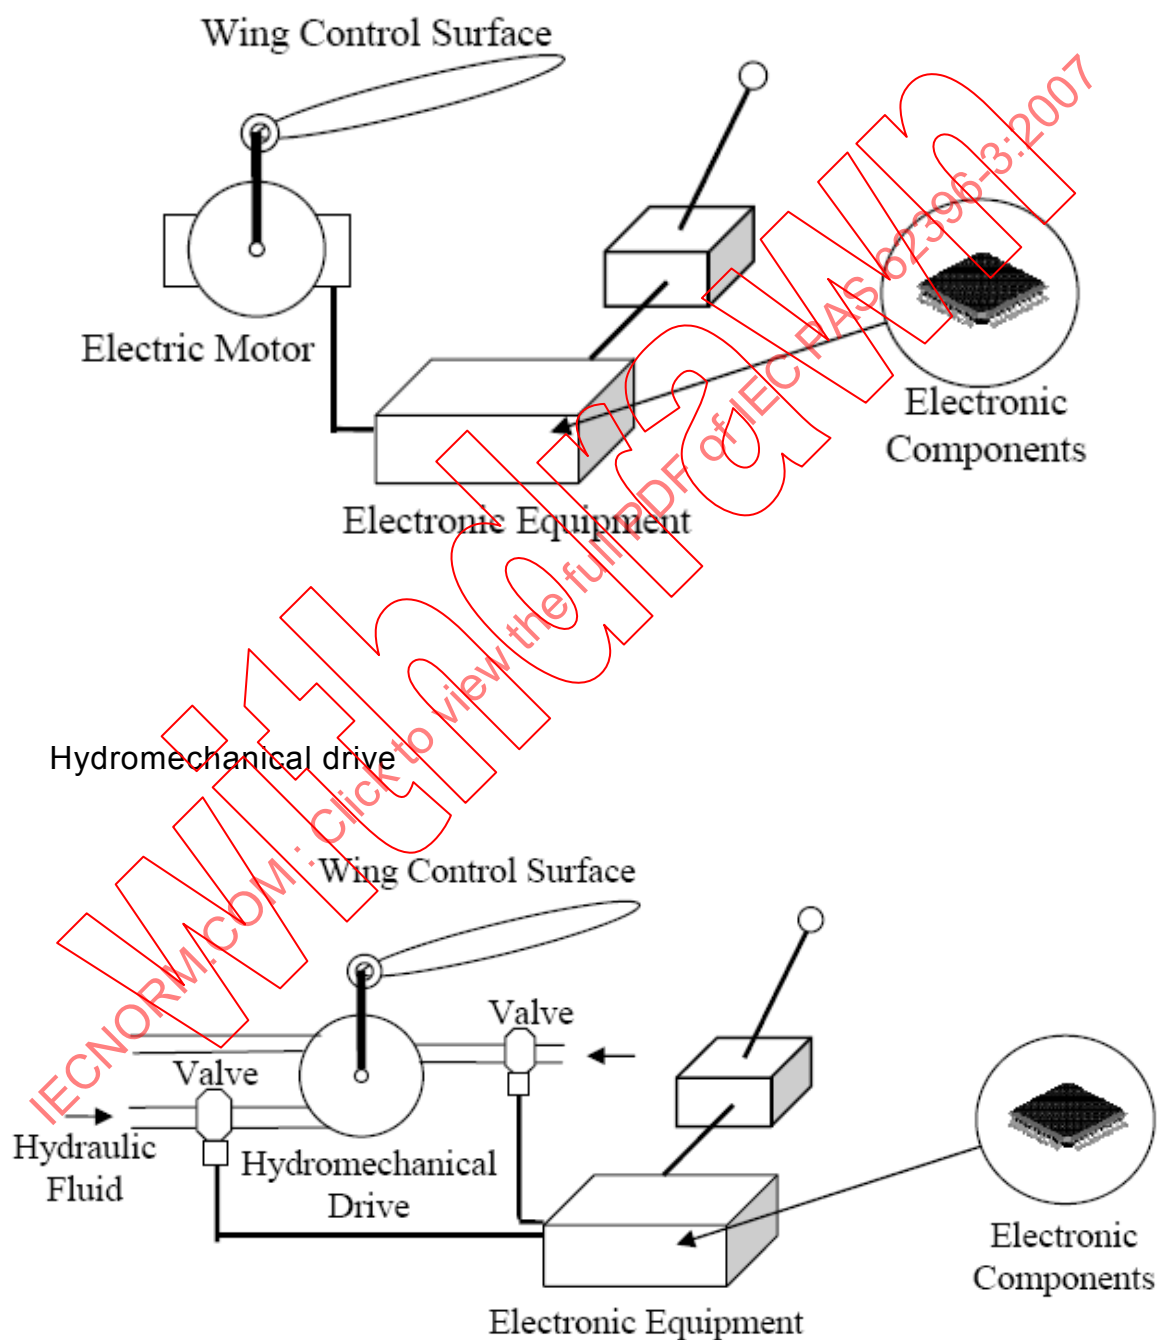 Wing Control Surface
Electric Motor
Electronic
Components
Electronic Equipment
Hydromechanical drive
Wing Control Surface
Valve
Valve
Hydraulic
Fluid
Hydromechanical
Drive
Electronic
Components
Electronic Equipment
Withdrawn
IECNORM.COM : Click to view the full PDF of IEC PAS 62396-3:2007